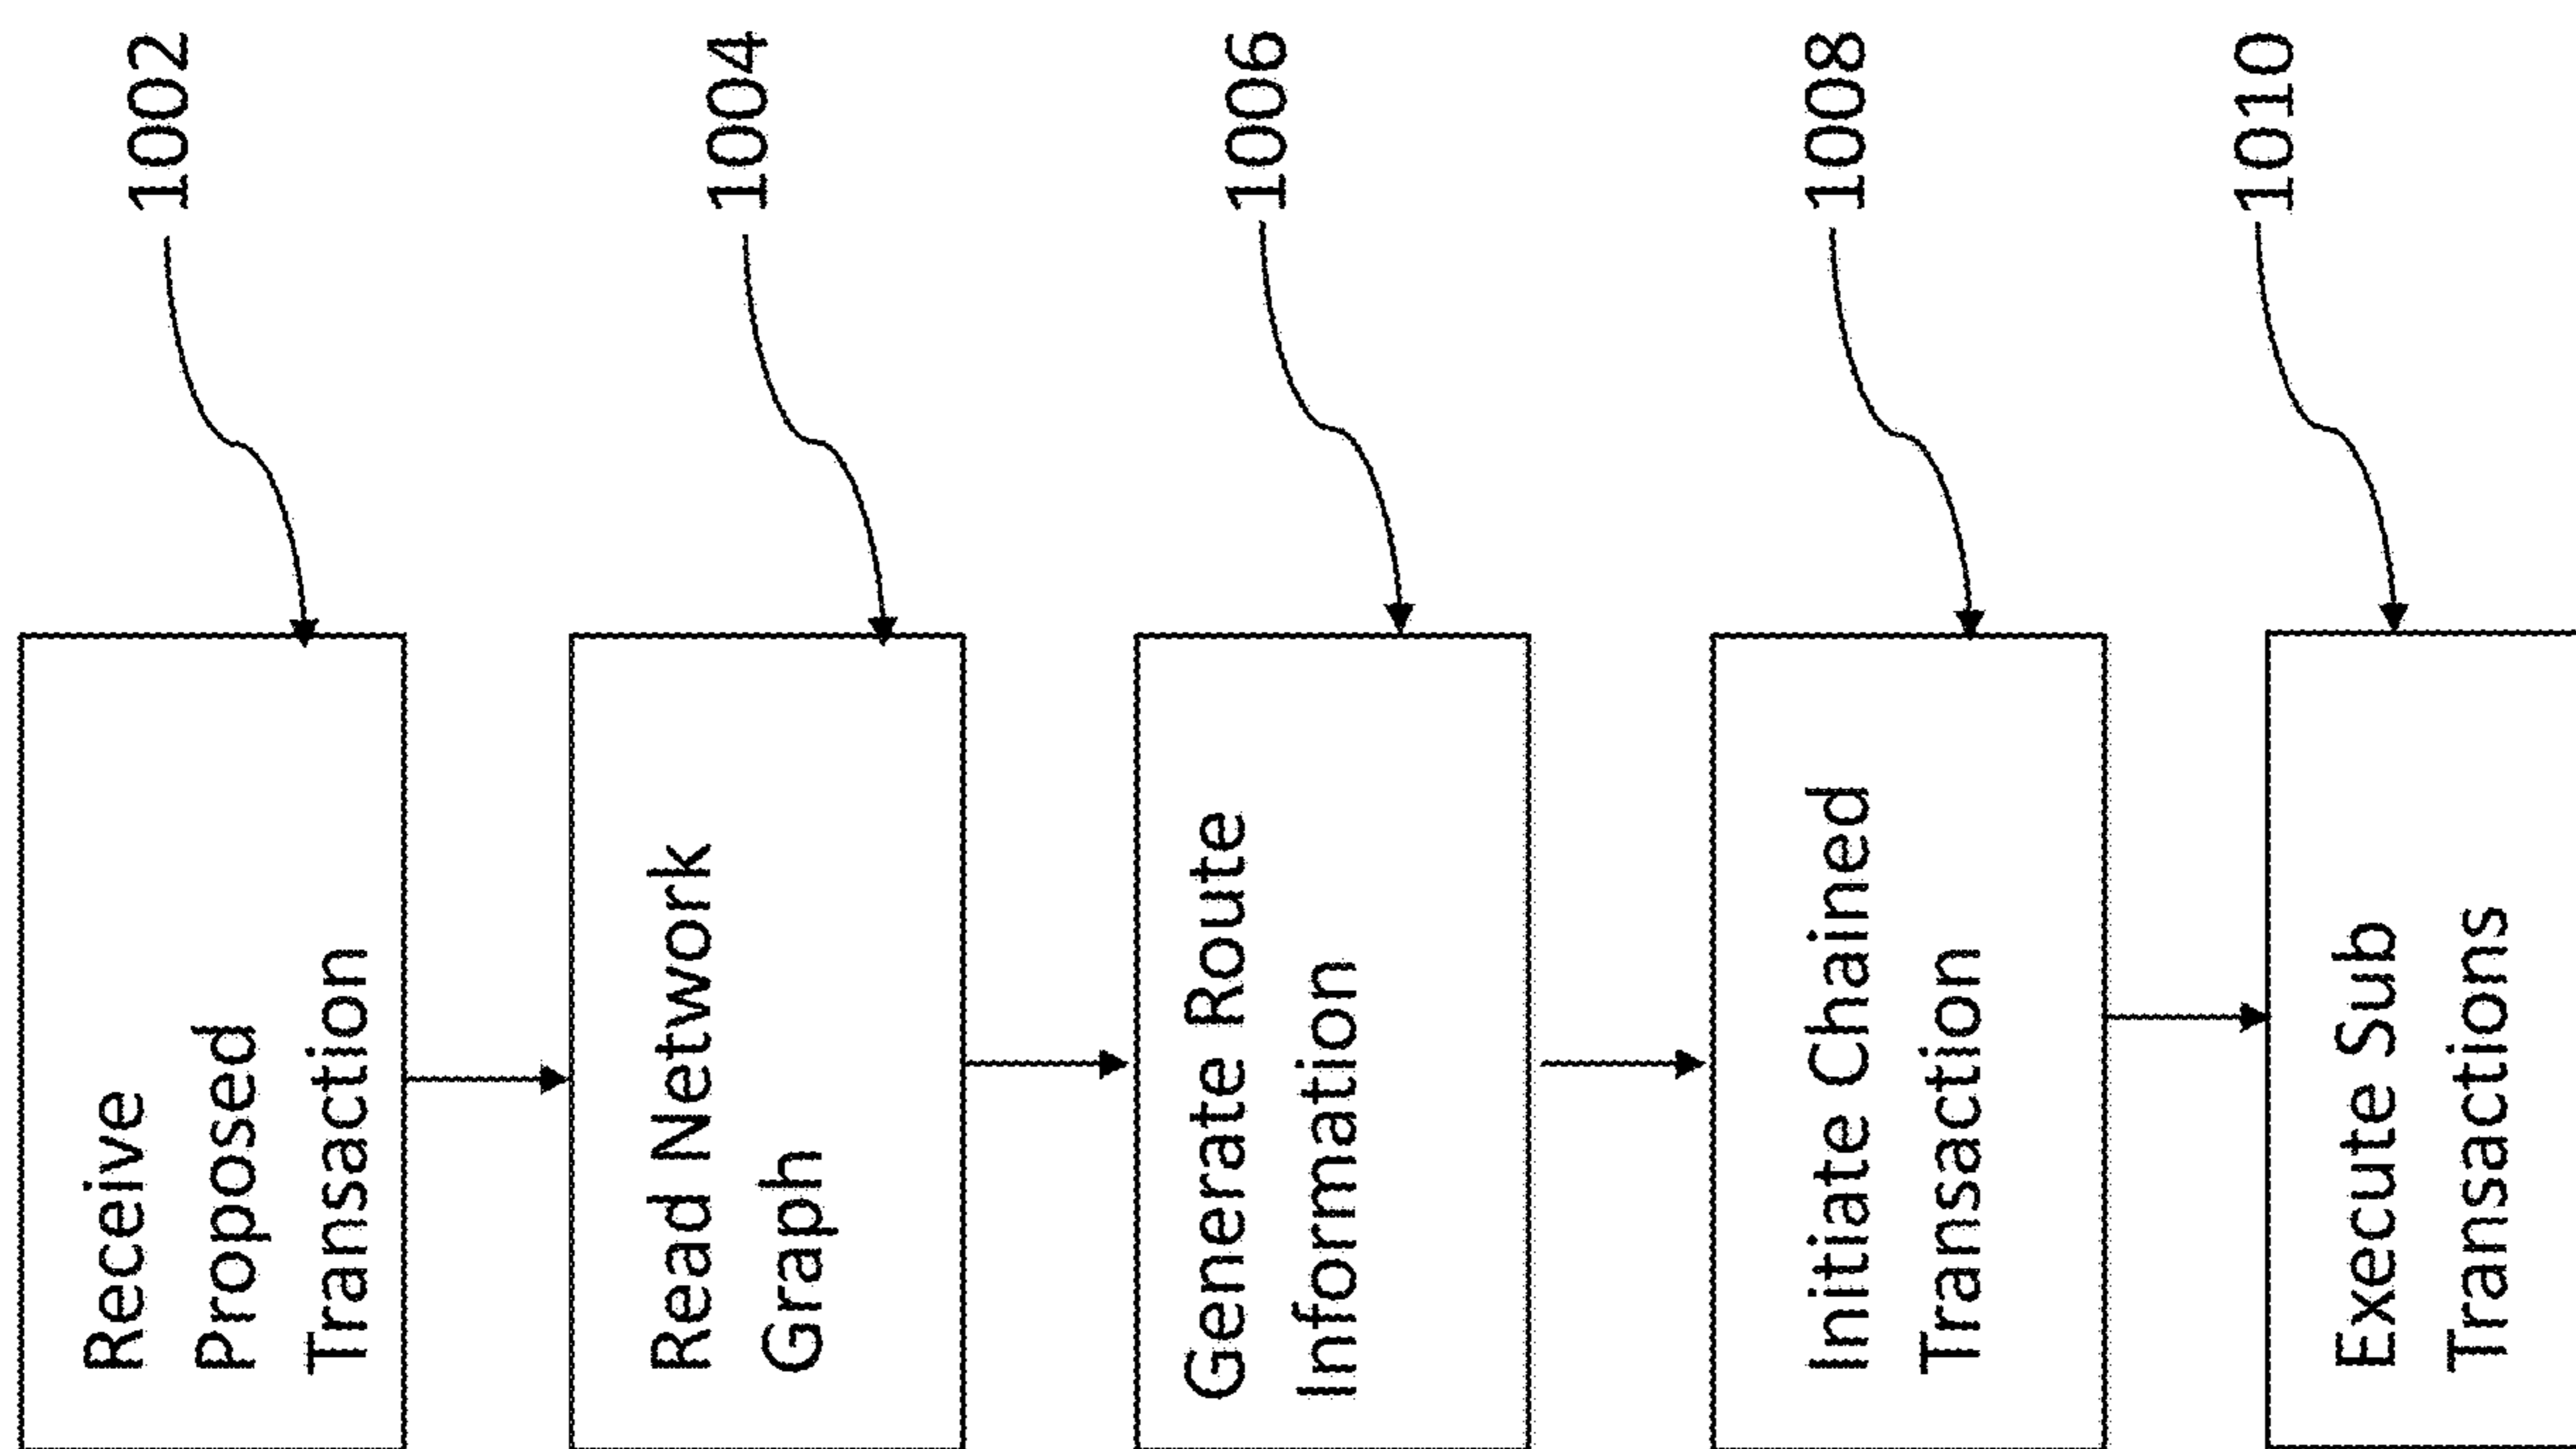 Receive
Proposed
Transaction
1002
Read Network
Graph
1004
Generate Route
Information
1006
Initiate Chained
Transaction
1008
Execute Sub
Transactions
1010